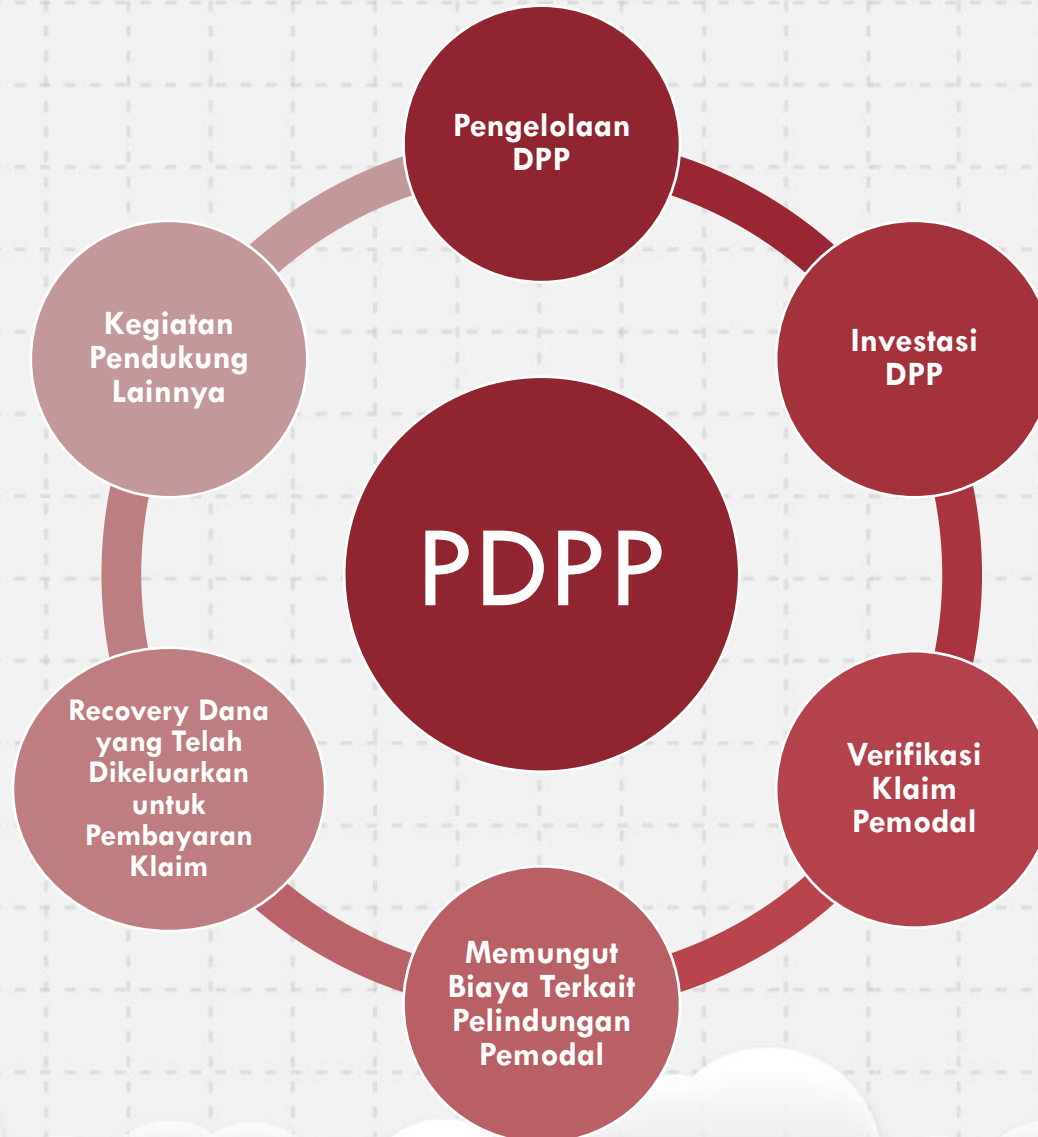 Pengelolaan
DPP
Investasi
DPP
Verifikasi
Klaim
Pemodal
Memungut
Biaya Terkait
Pelindungan
Pemodal
Recovery Dana
yang Telah
Dikeluarkan
untuk
Pembayaran
Klaim
Kegiatan
Pendukung
Lainnya
PDPP